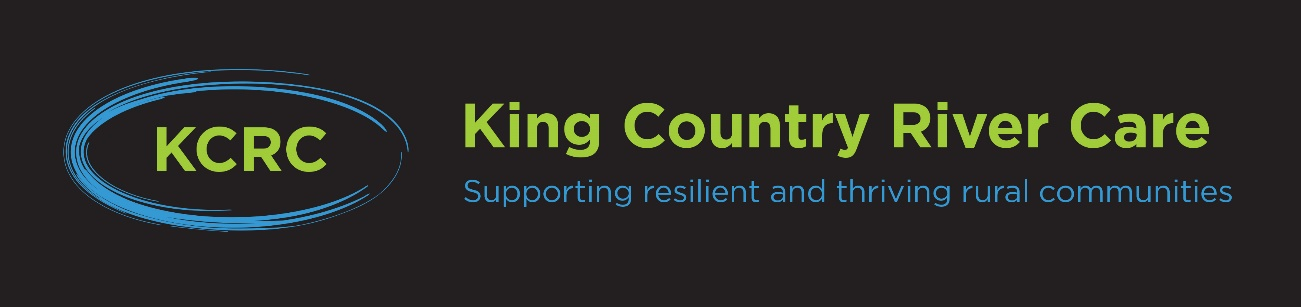 KCRC
King Country River Care
Supporting resilient and thriving rural communities